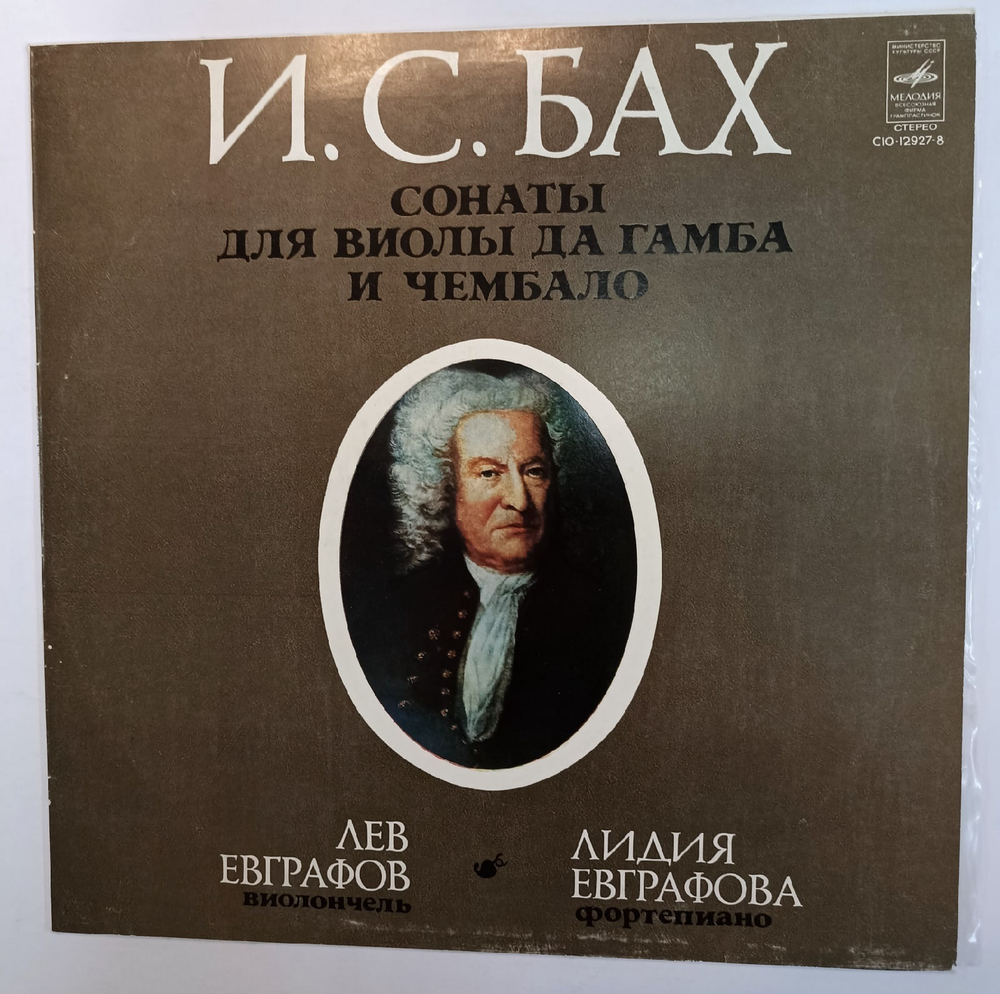 И. С. БАХ
СОНАТЫ
ДЛЯ ВИОЛЫ ДА ГАМБА
И ЧЕМБАЛО
МИНИСТЕРСТВО
КУЛЬТУРЫ СССР
МЕЛОДИЯ
ВСЕСОЮЗНАЯ
ФИРМА
ГРАМПЛАСТИНОК
СТЕРЕО
С10-12927-8
ЛЕВ
ЕВГРАФОВ
виолончель
ЛИДИЯ
ЕВГРАФОВА
фортепиано